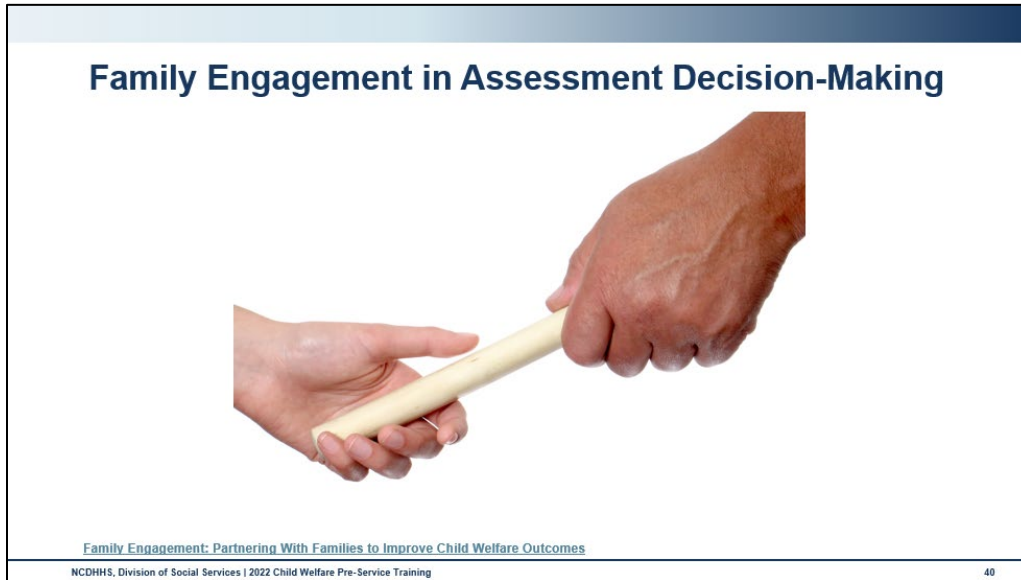 Family Engagement in Assessment Decision-Making
Family Engagement: Partnering With Families to Improve Child Welfare Outcomes
NCDHHS, Division of Social Services | 2022 Child Welfare Pre-Service Training 40